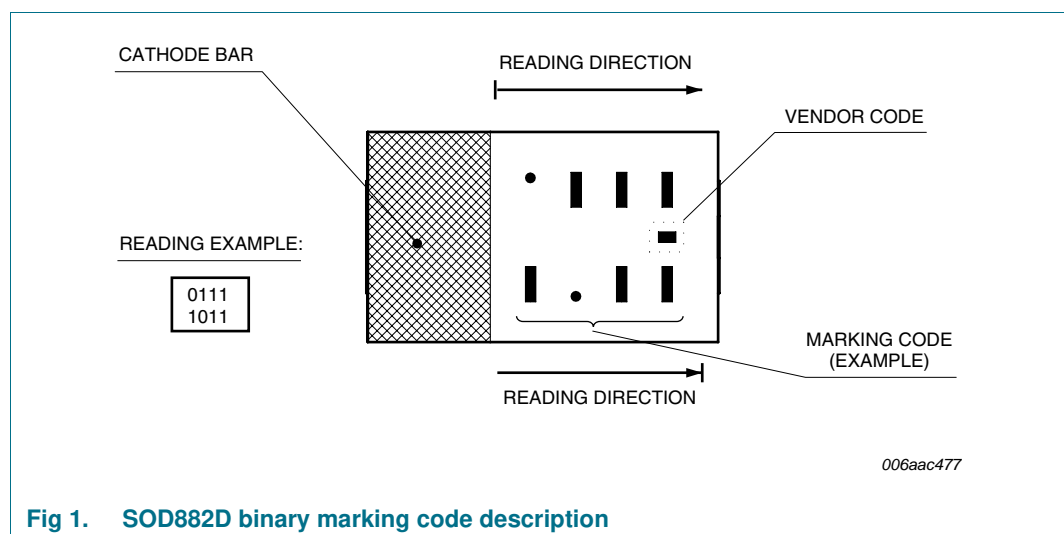 CATHODE BAR
READING DIRECTION
VENDOR CODE
READING EXAMPLE:
0111
1011
MARKING CODE
(EXAMPLE)
READING DIRECTION
006aac477
Fig 1. SOD882D binary marking code description